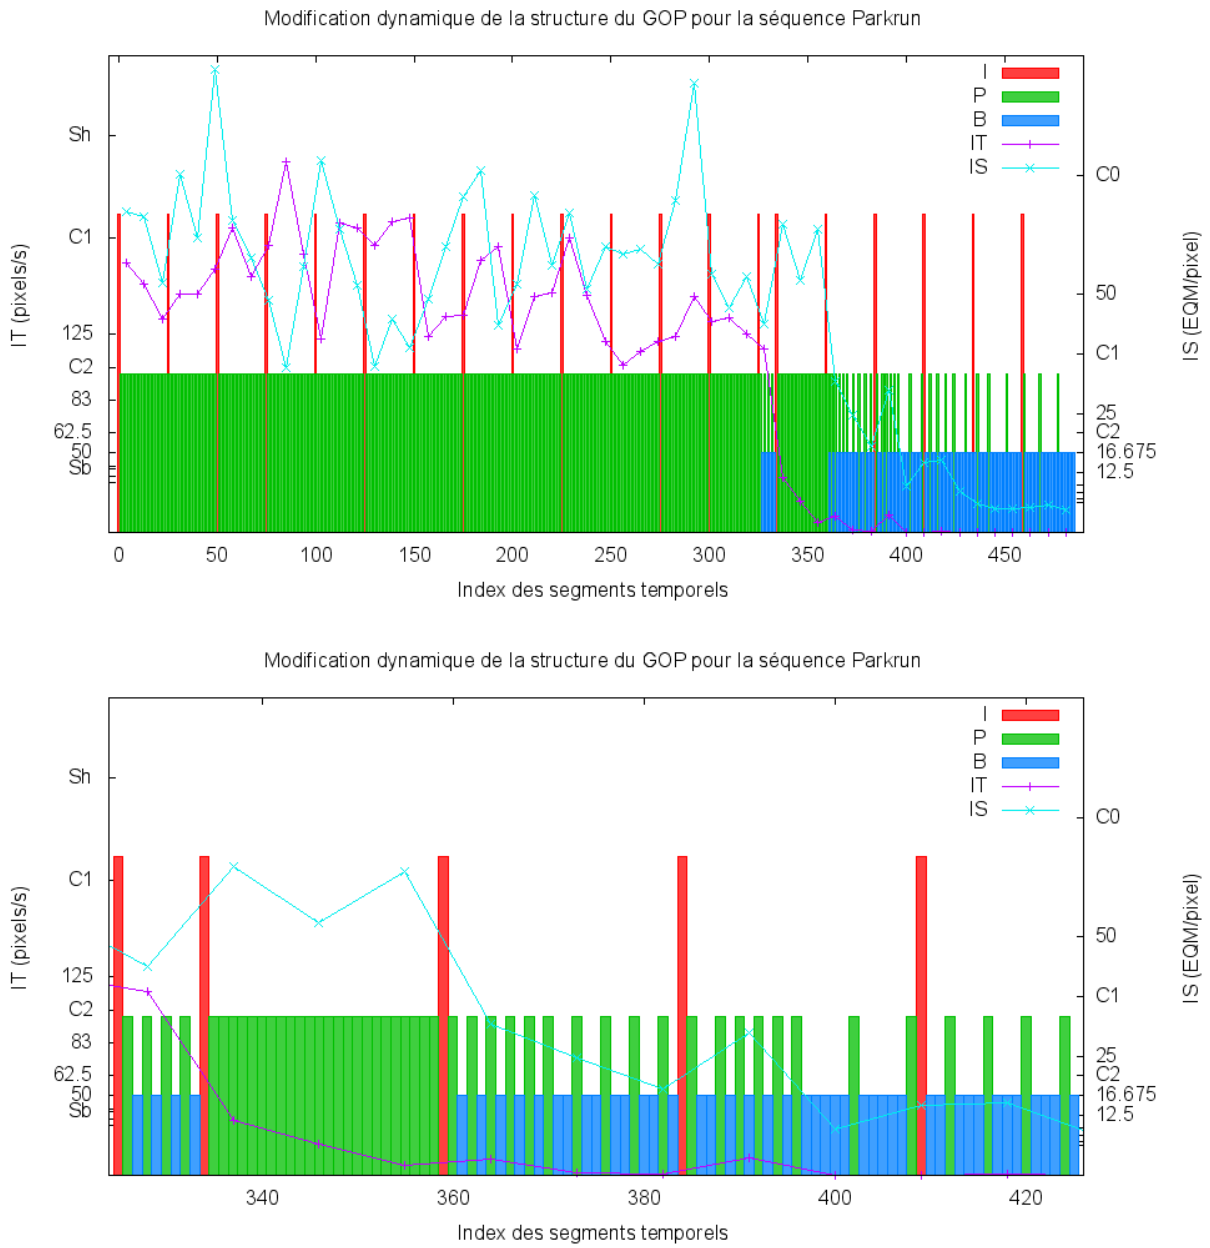 Modification dynamique de la structure du GOP pour la séquence Parkrun
I
P
B
IT
IS
Sh
C1
125
C2
83
62.5
50
Sb
IT (pixels/s)
C0
50
C1
25
C2
16.675
12.5
IS (EQM/pixel)
0 50 100 150 200 250 300 350 400 450
Index des segments temporels
Modification dynamique de la structure du GOP pour la séquence Parkrun
I
P
B
IT
IS
Sh
C1
125
C2
83
62.5
50
Sb
IT (pixels/s)
C0
50
C1
25
C2
16.675
12.5
IS (EQM/pixel)
340 360 380 400 420
Index des segments temporels